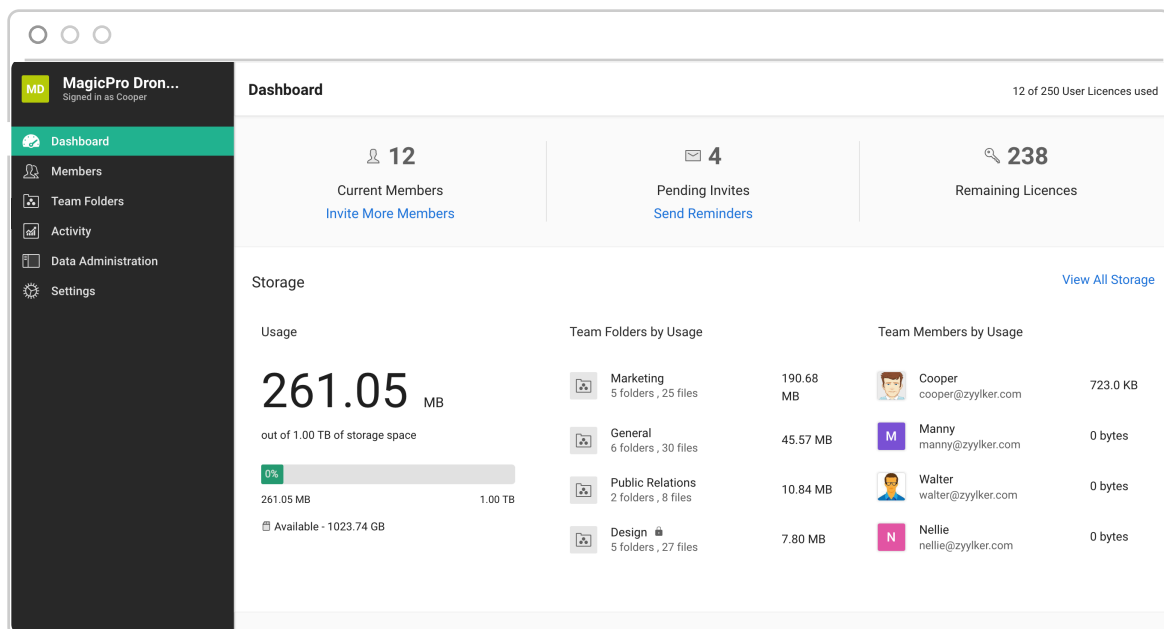 MD
MagicPro Dron...
Signed in as Cooper
Dashboard
Members
Team Folders
Activity
Data Administration
Settings
Dashboard
12 of 250 User Licences used
12
Current Members
Invite More Members
4
Pending Invites
Send Reminders
238
Remaining Licences
Storage
View All Storage
Usage
261.05 MB
out of 1.00 TB of storage space
0%
261.05 MB 1.00 TB
Available - 1023.74 GB
Team Folders by Usage
Marketing
5 folders , 25 files
190.68
MB
General
6 folders , 30 files
45.57 MB
Public Relations
2 folders , 8 files
10.84 MB
Design
5 folders , 27 files
7.80 MB
Team Members by Usage
Cooper
cooper@zyylker.com
723.0 KB
M
Manny
manny@zyylker.com
0 bytes
Walter
walter@zyylker.com
0 bytes
N
Nellie
nellie@zyylker.com
0 bytes